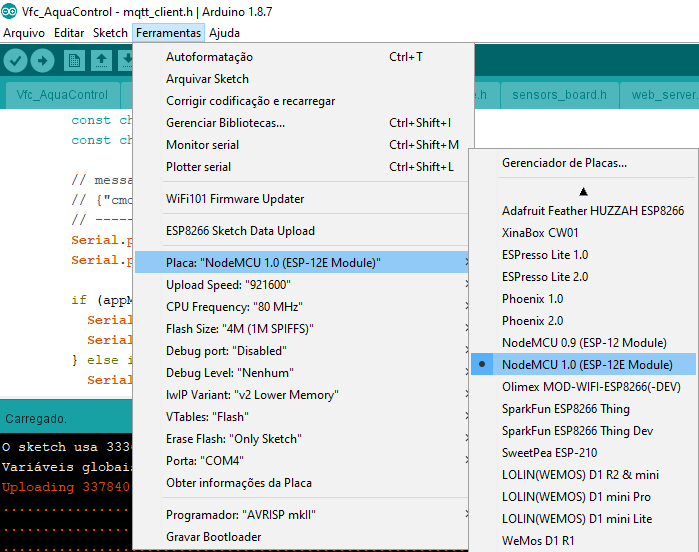 Vfc_AquaControl - mqtt_client.h | Arduino 1.8.7
Arquivo Editar Sketch Ferramentas Ajuda
Vfc_AquaControl
.h
sensors_board.h
web_server.
const ch
const ch
// messa
// {"cmd
// -----
Serial.p
Serial.p
if (appM
Serial
Serial
} else i
Serial
Carregado.
O sketch usa 333
Variáveis globais
Uploading 337840
Autoformatação Ctrl+T
Arquivar Sketch
Corrigir codificação e recarregar
Gerenciar Bibliotecas... Ctrl+Shift+I
Monitor serial Ctrl+Shift+M
Plotter serial Ctrl+Shift+L
WiFi101 Firmware Updater
ESP8266 Sketch Data Upload
Placa: "NodeMCU 1.0 (ESP-12E Module)"
Upload Speed: "921600"
CPU Frequency: "80 MHz"
Flash Size: "4M (1M SPIFFS)"
Debug port: "Disabled"
Debug Level: "Nenhum"
IwIP Variant: "v2 Lower Memory"
VTables: "Flash"
Erase Flash: "Only Sketch"
Porta: "COM4"
Obter informações da Placa
Programador: "AVRISP mkII"
Gravar Bootloader
Gerenciador de Placas...
Adafruit Feather HUZZAH ESP8266
XinaBox CW01
ESPresso Lite 1.0
ESPresso Lite 2.0
Phoenix 1.0
Phoenix 2.0
NodeMCU 0.9 (ESP-12 Module)
NodeMCU 1.0 (ESP-12E Module)
Olimex MOD-WIFI-ESP8266(-DEV)
SparkFun ESP8266 Thing
SparkFun ESP8266 Thing Dev
SweetPea ESP-210
LOLIN(WEMOS) D1 R2 & mini
LOLIN(WEMOS) D1 mini Pro
LOLIN(WEMOS) D1 mini Lite
WeMos D1 R1